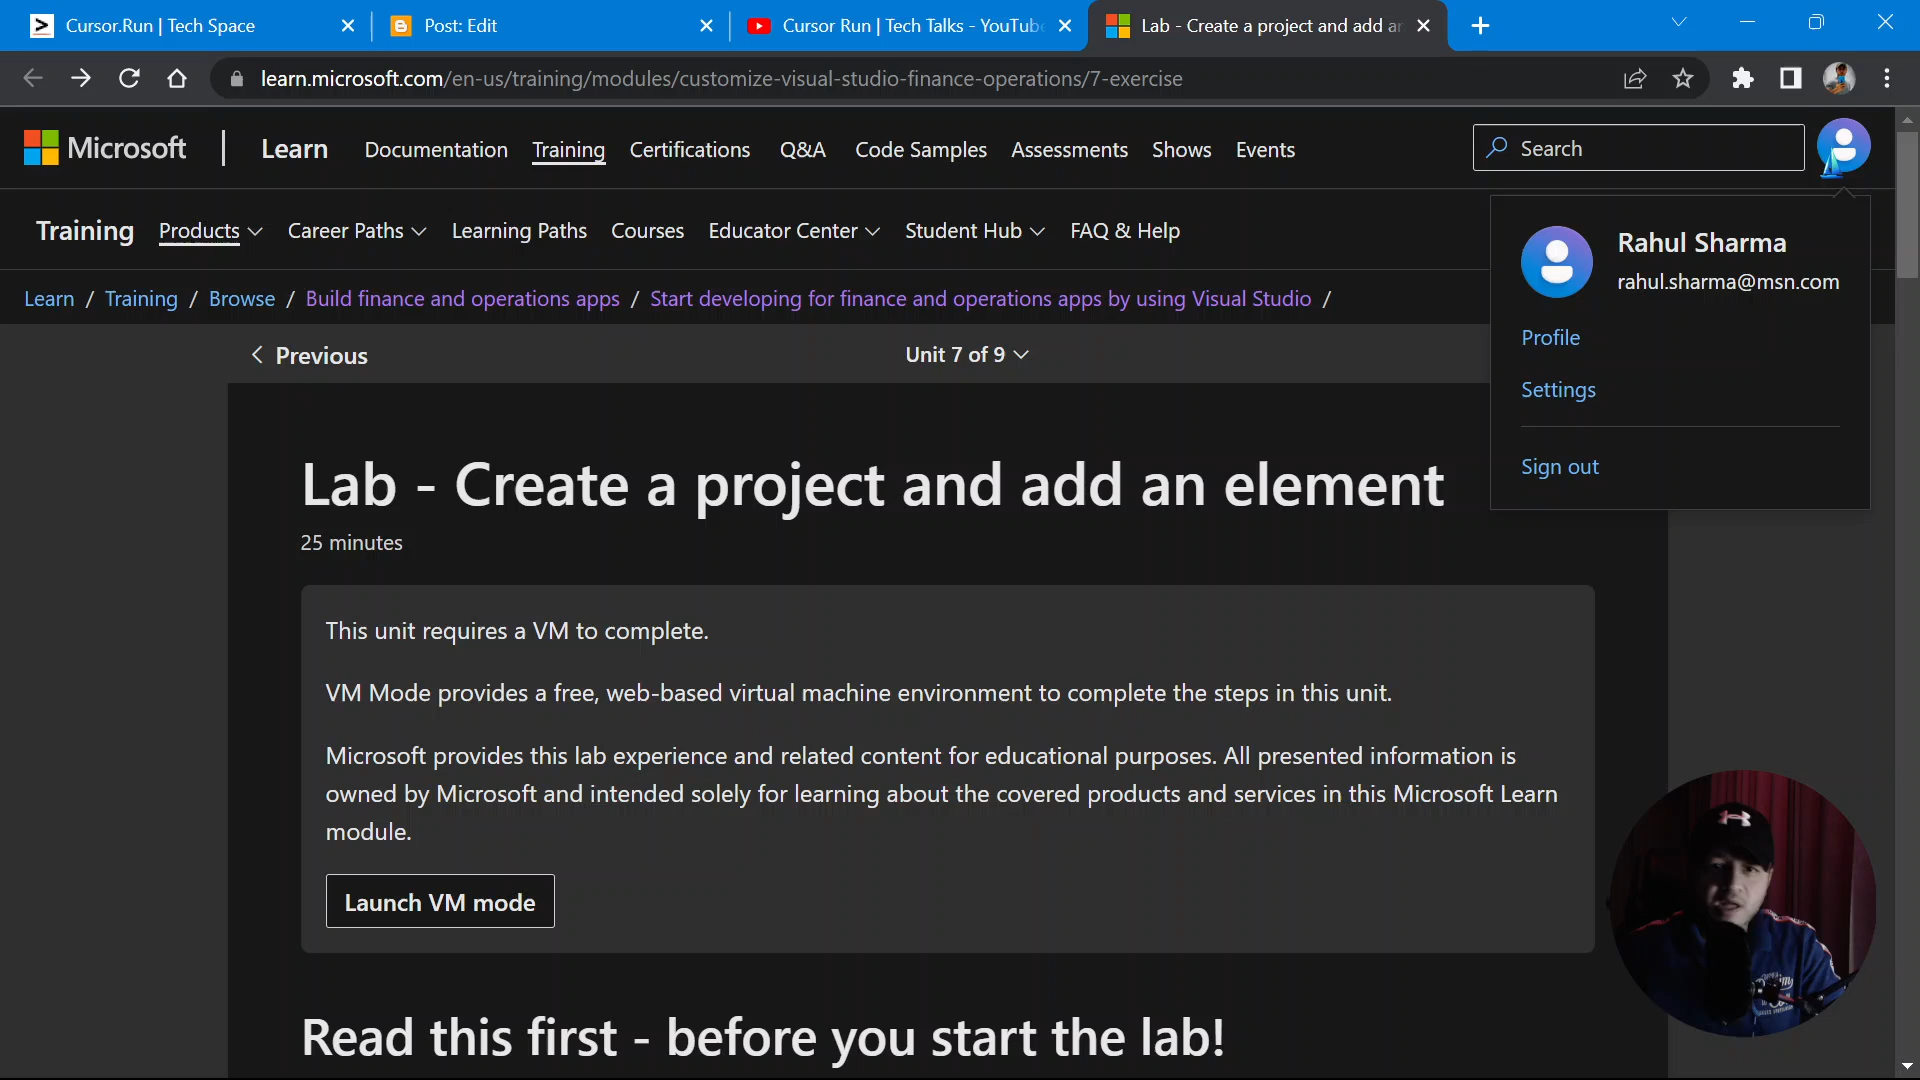 Cursor.Run | Tech Space
Post: Edit
Cursor Run | Tech Talks - YouTube
Lab - Create a project and add an
learn.microsoft.com/en-us/training/modules/customize-visual-studio-finance-operations/7-exercise
Microsoft
Learn
Documentation Training Certifications Q&A Code Samples Assessments Shows Events
Search
Training
Products Career Paths Learning Paths Courses Educator Center Student Hub FAQ & Help
Rahul Sharma
rahul.sharma@msn.com
Profile
Settings
Sign out
Learn / Training / Browse / Build finance and operations apps / Start developing for finance and operations apps by using Visual Studio /
Previous
Unit 7 of 9
Lab - Create a project and add an element
25 minutes
This unit requires a VM to complete.
VM Mode provides a free, web-based virtual machine environment to complete the steps in this unit.
Microsoft provides this lab experience and related content for educational purposes. All presented information is
owned by Microsoft and intended solely for learning about the covered products and services in this Microsoft Learn
module.
Launch VM mode
Read this first - before you start the lab!